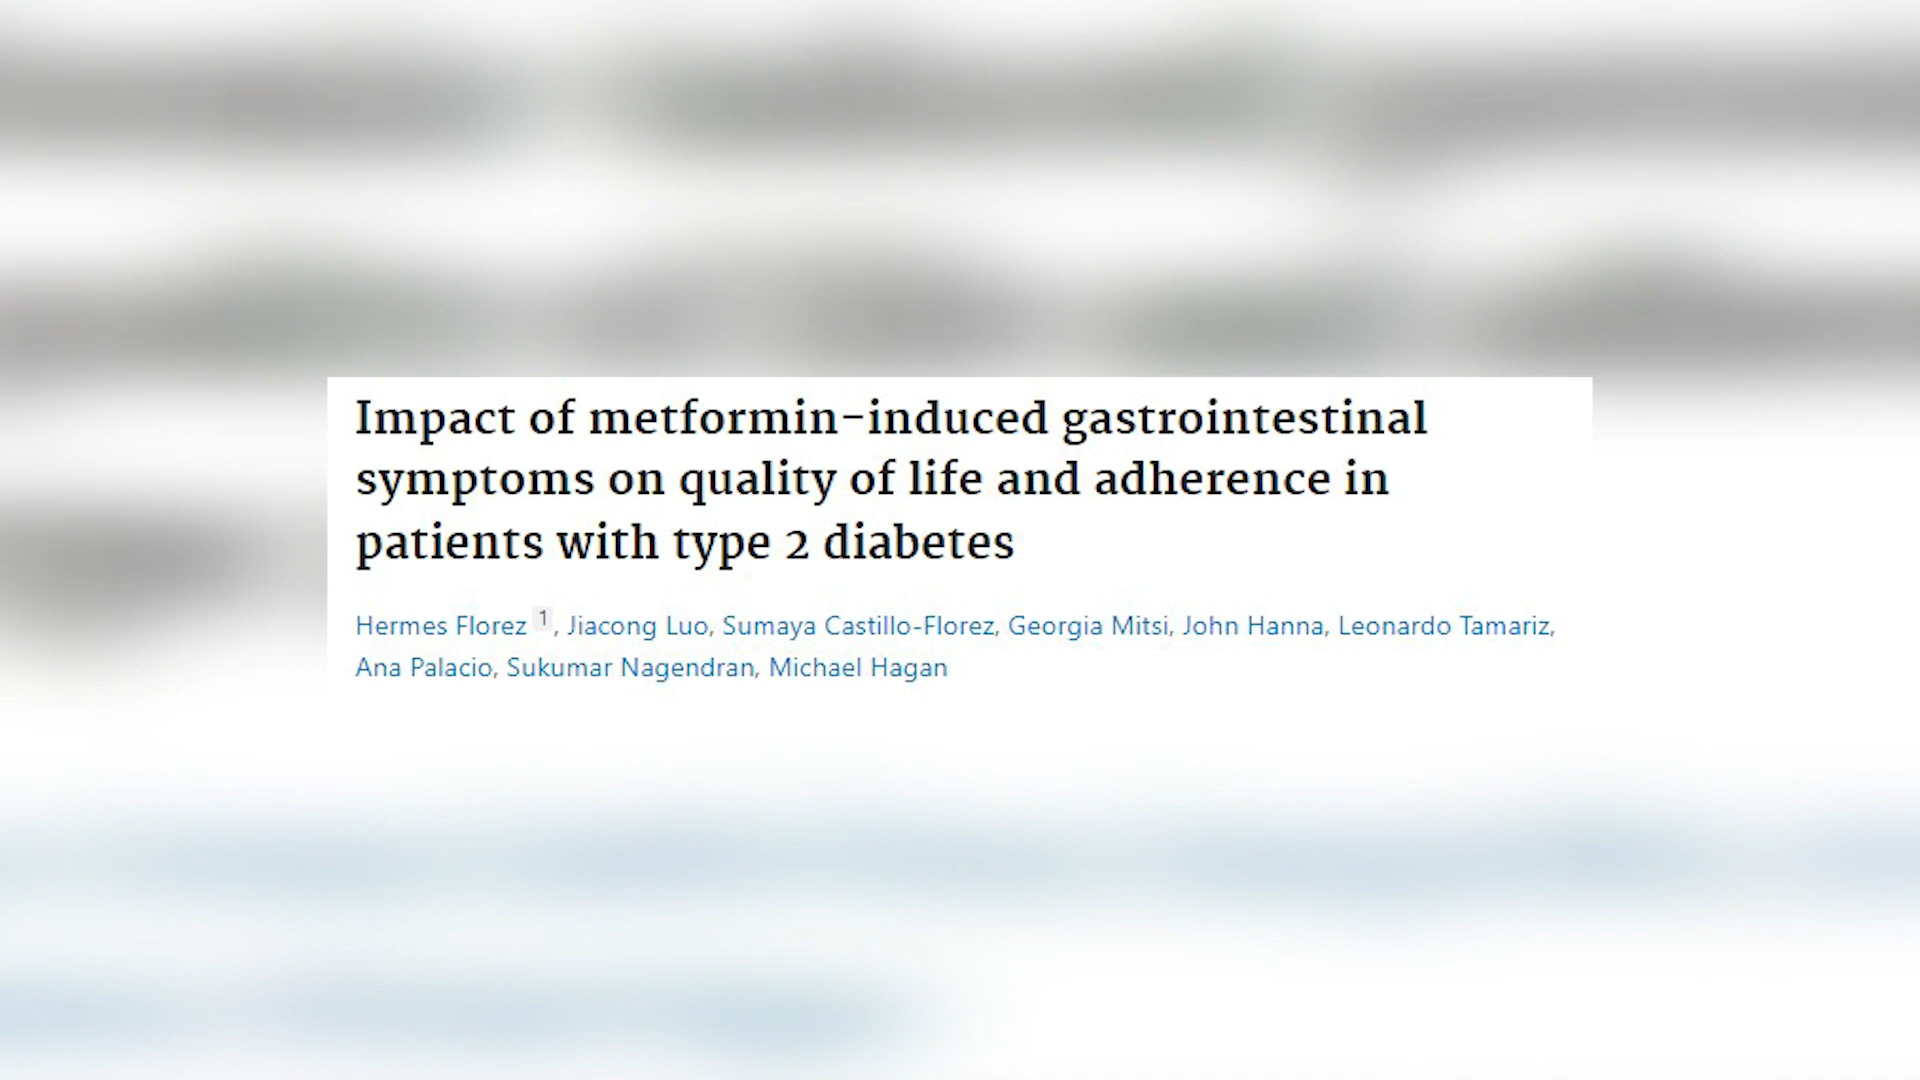 Impact of metformin-induced gastrointestinal
symptoms on quality of life and adherence in
patients with type 2 diabetes
Hermes Florez 1, Jiacong Luo, Sumaya Castillo-Florez, Georgia Mitsi, John Hanna, Leonardo Tamariz,
Ana Palacio, Sukumar Nagendran, Michael Hagan